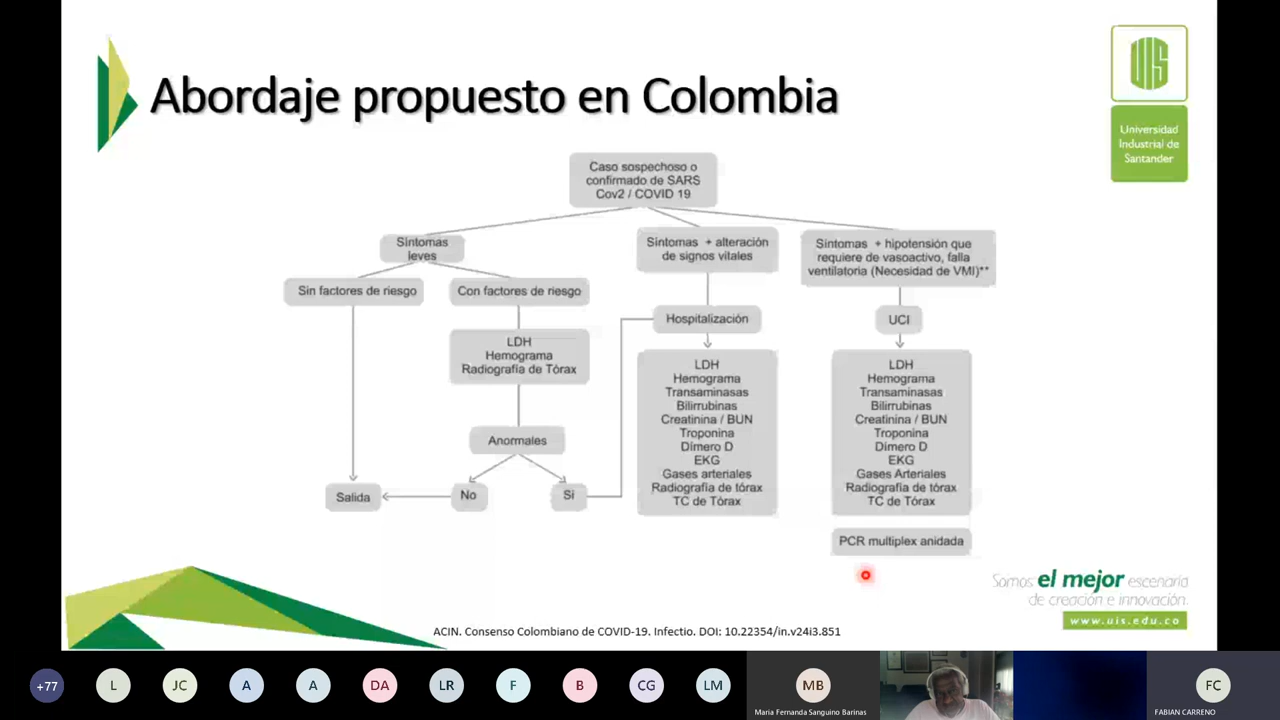 Abordaje propuesto en Colombia
UIS
Universidad
Industrial de
Santander
Caso sospechoso o
confirmado de SARS
Cov2 / COVID 19
Síntomas
leves
Síntomas + alteración
de signos vitales
Síntomas + hipotensión que
requiere de vasoactivo, falla
ventilatoria (Necesidad de VMI)**
Sin factores de riesgo
Con factores de riesgo
Hospitalización
UCI
LDH
Hemograma
Radiografía de Tórax
LDH
Hemograma
Transaminasas
Bilirrubinas
Creatinina / BUN
Troponina
Dímero D
EKG
Gases arteriales
Radiografía de tórax
TC de Tórax
LDH
Hemograma
Transaminasas
Bilirrubinas
Creatinina / BUN
Troponina
Dímero D
EKG
Gases Arteriales
Radiografía de tórax
TC de Tórax
Anormales
Salida
No
Si
PCR multiplex anidada
Somos el mejor escenario
de creación e innovación.
www.uis.edu.co
ACIN. Consenso Colombiano de COVID-19. Infectio. DOI: 10.22354/in.v24i3.851
+77
L
JC
A
A
DA
LR
F
B
CG
LM
MB
Maria Fernanda Sanguino Barinas
FC
FABIAN CARRENO